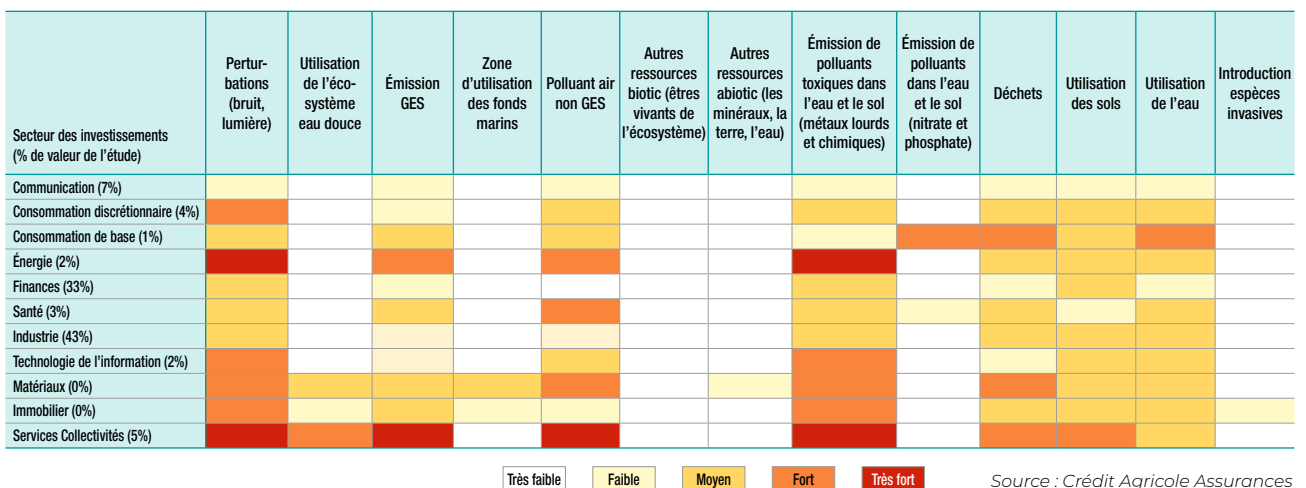 Secteur des investissements
(% de valeur de l'étude)
Pertur-
bations
(bruit,
lumière)
Utilisation
de l'éco-
système
eau douce
Émission
GES
Zone
d'utilisation
des fonds
marins
Polluant air
non GES
Autres
ressources
biotic (êtres
vivants de
l'écosystème)
Autres
ressources
abiotic (les
minéraux, la
terre, l'eau)
Émission de
polluants
toxiques dans
l'eau et le sol
(métaux lourds
et chimiques)
Émission de
polluants
dans l'eau
et le sol
(nitrate et
phosphate)
Déchets
Utilisation
des sols
Utilisation
de l'eau
Introduction
espèces
invasives
Communication (7%)
Consommation discrétionnaire (4%)
Consommation de base (1%)
Énergie (2%)
Finances (33%)
Santé (3%)
Industrie (43%)
Technologie de l'information (2%)
Matériaux (0%)
Immobilier (0%)
Services Collectivités (5%)
Très faible
Faible
Moyen
Fort
Très fort
Source : Crédit Agricole Assurances